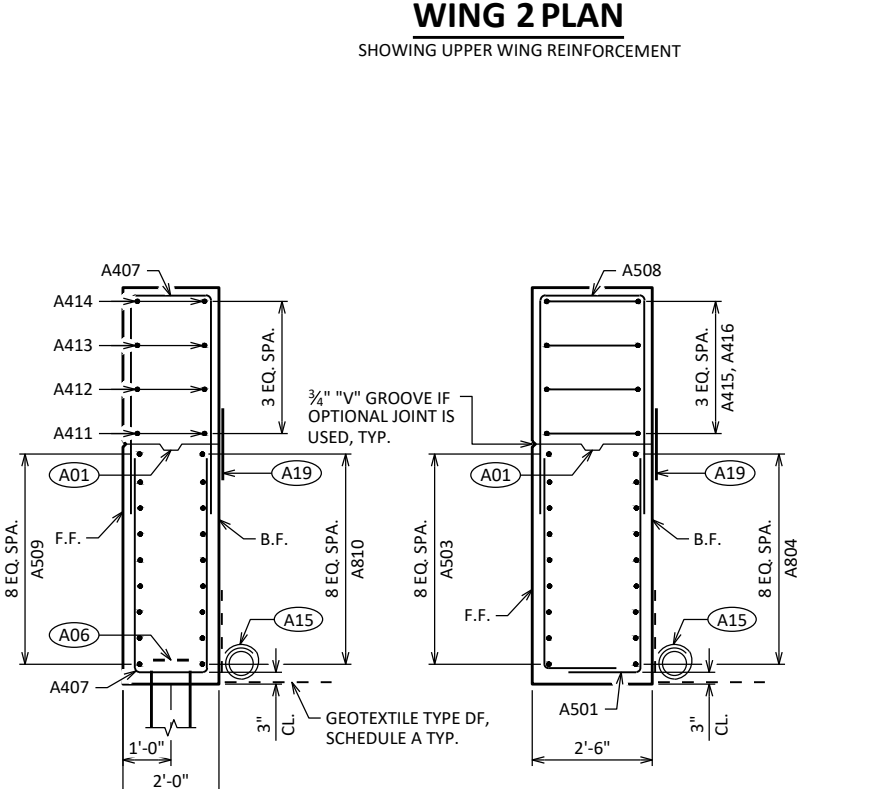 WING 2 PLAN
SHOWING UPPER WING REINFORCEMENT
A407
A414
A413
A412
A411
3 EQ. SPA.
A01
A19
8 EQ. SPA.
A509
F.F.
B.F.
8 EQ. SPA.
A810
A06
A15
A407
3"
CL.
GEOTEXTILE TYPE DF,
SCHEDULE A TYP.
1'-0"
2'-0"
¾" "V" GROOVE IF
OPTIONAL JOINT IS
USED, TYP.
A508
3 EQ. SPA.
A415, A416
A01
A19
8 EQ. SPA.
A503
B.F.
8 EQ. SPA.
A804
F.F.
A15
A501
3"
CL.
2'-6"